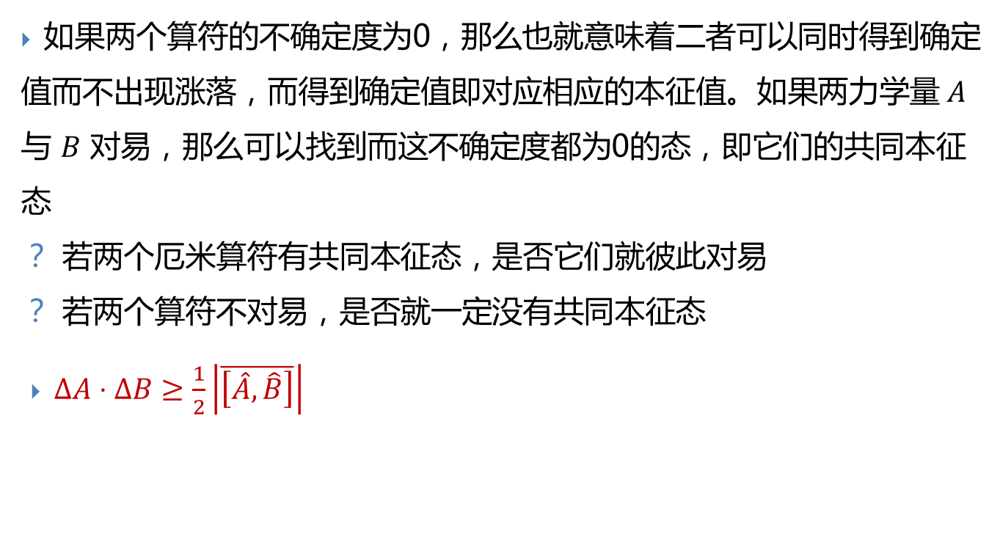 如果两个算符的不确定度为0，那么也就意味着二者可以同时得到确定
值而不出现涨落，而得到确定值即对应相应的本征值。如果两力学量 A
与 B 对易，那么可以找到而这不确定度都为0的态，即它们的共同本征
态
? 若两个厄米算符有共同本征态，是否它们就彼此对易
? 若两个算符不对易，是否就一定没有共同本征态
ΔA · ΔB ≥ \frac{1}{2} |\overline{[\hat{A}, \hat{B}]}|